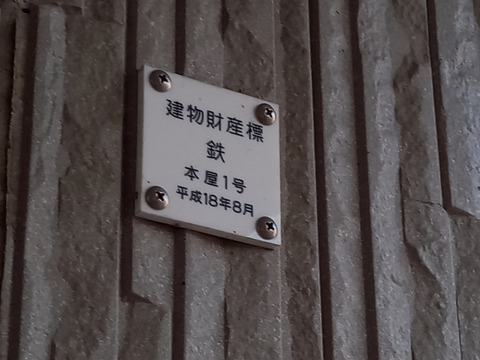 建物財産標
鉄
本屋1号
平成18年8月